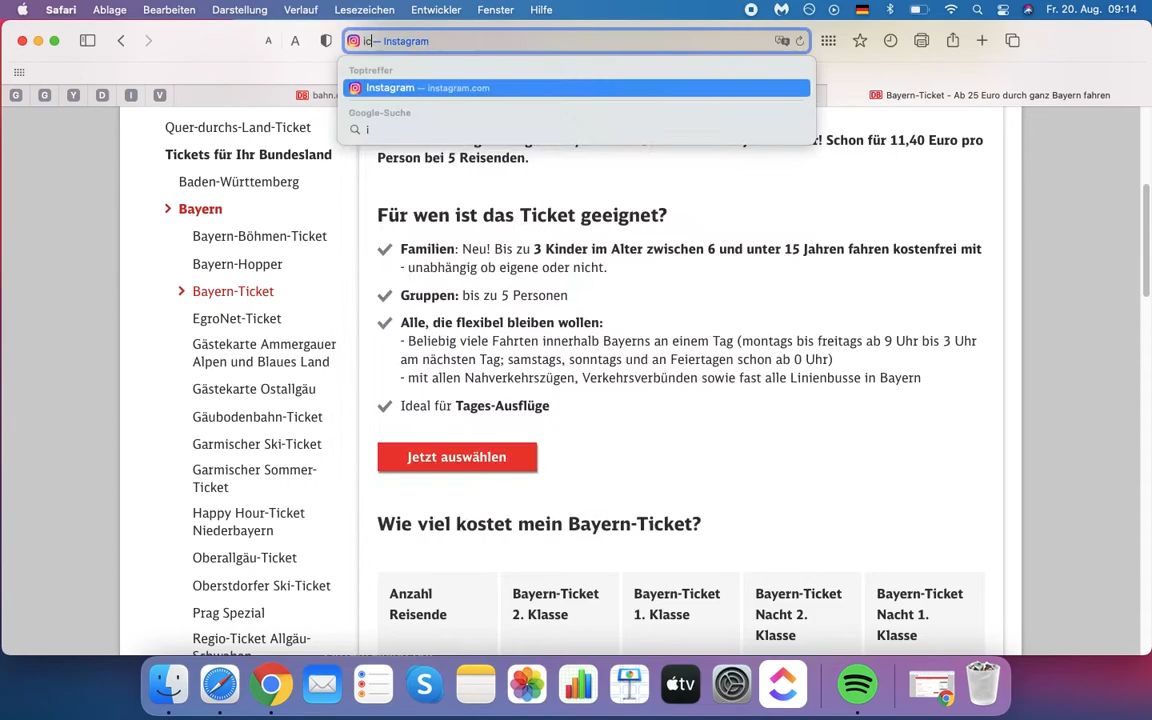 Safari Ablage Bearbeiten Darstellung Verlauf Lesezeichen Entwickler Fenster Hilfe Fr. 20. Aug. 09:14
A A ic — Instagram
Toptreffer
Instagram — instagram.com
Google-Suche
i
G G Y D i V DB bahn. DB Bayern-Ticket - Ab 25 Euro durch ganz Bayern fahren
Quer-durchs-Land-Ticket
Tickets für Ihr Bundesland
Baden-Württemberg
Bayern
Bayern-Böhmen-Ticket
Bayern-Hopper
Bayern-Ticket
EgroNet-Ticket
Gästekarte Ammergauer
Alpen und Blaues Land
Gästekarte Ostallgäu
Gäubodenbahn-Ticket
Garmischer Ski-Ticket
Garmischer Sommer-
Ticket
Happy Hour-Ticket
Niederbayern
Oberallgäu-Ticket
Oberstdorfer Ski-Ticket
Prag Spezial
Regio-Ticket Allgäu-
! Schon für 11,40 Euro pro
Person bei 5 Reisenden.
Für wen ist das Ticket geeignet?
Familien: Neu! Bis zu 3 Kinder im Alter zwischen 6 und unter 15 Jahren fahren kostenfrei mit
- unabhängig ob eigene oder nicht.
Gruppen: bis zu 5 Personen
Alle, die flexibel bleiben wollen:
- Beliebig viele Fahrten innerhalb Bayerns an einem Tag (montags bis freitags ab 9 Uhr bis 3 Uhr
am nächsten Tag; samstags, sonntags und an Feiertagen schon ab 0 Uhr)
- mit allen Nahverkehrszügen, Verkehrsverbünden sowie fast alle Linienbusse in Bayern
Ideal für Tages-Ausflüge
Jetzt auswählen
Wie viel kostet mein Bayern-Ticket?
Anzahl
Reisende
Bayern-Ticket
2. Klasse
Bayern-Ticket
1. Klasse
Bayern-Ticket
Nacht 2.
Klasse
Bayern-Ticket
Nacht 1.
Klasse
S
tv